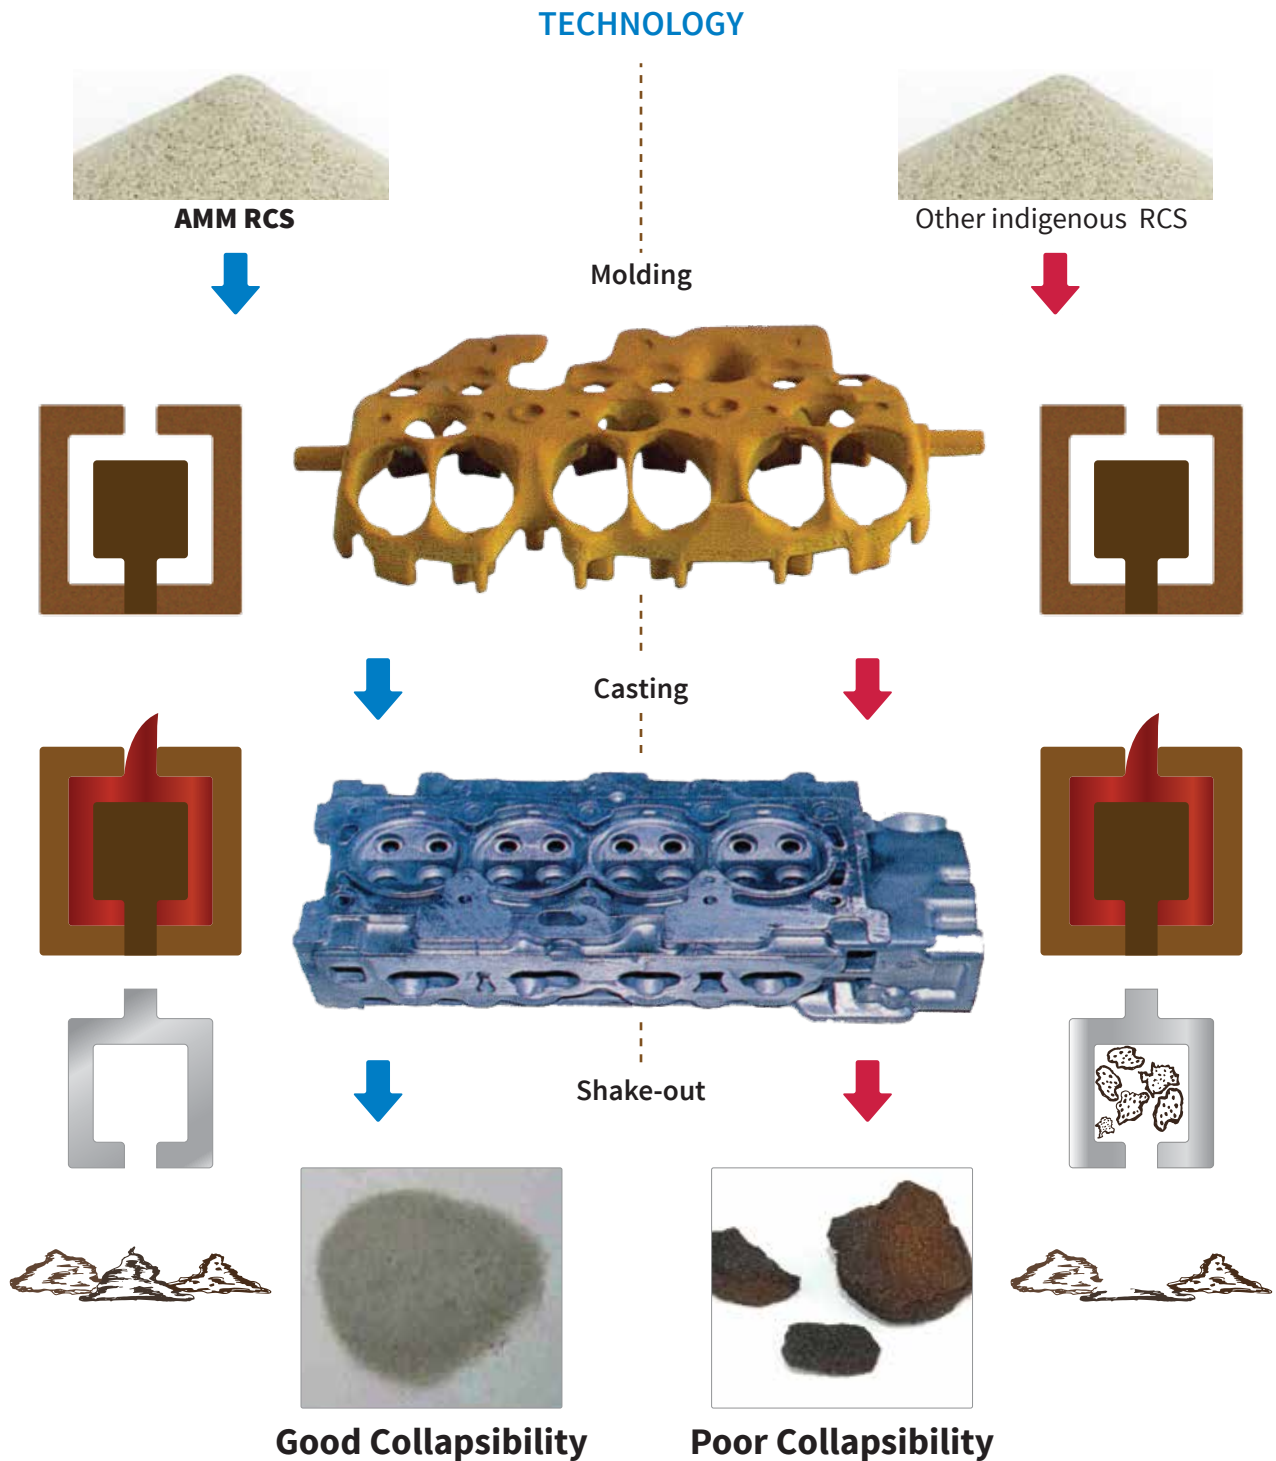 TECHNOLOGY
AMM RCS
Other indigenous RCS
Molding
Casting
Shake-out
Good Collapsibility
Poor Collapsibility